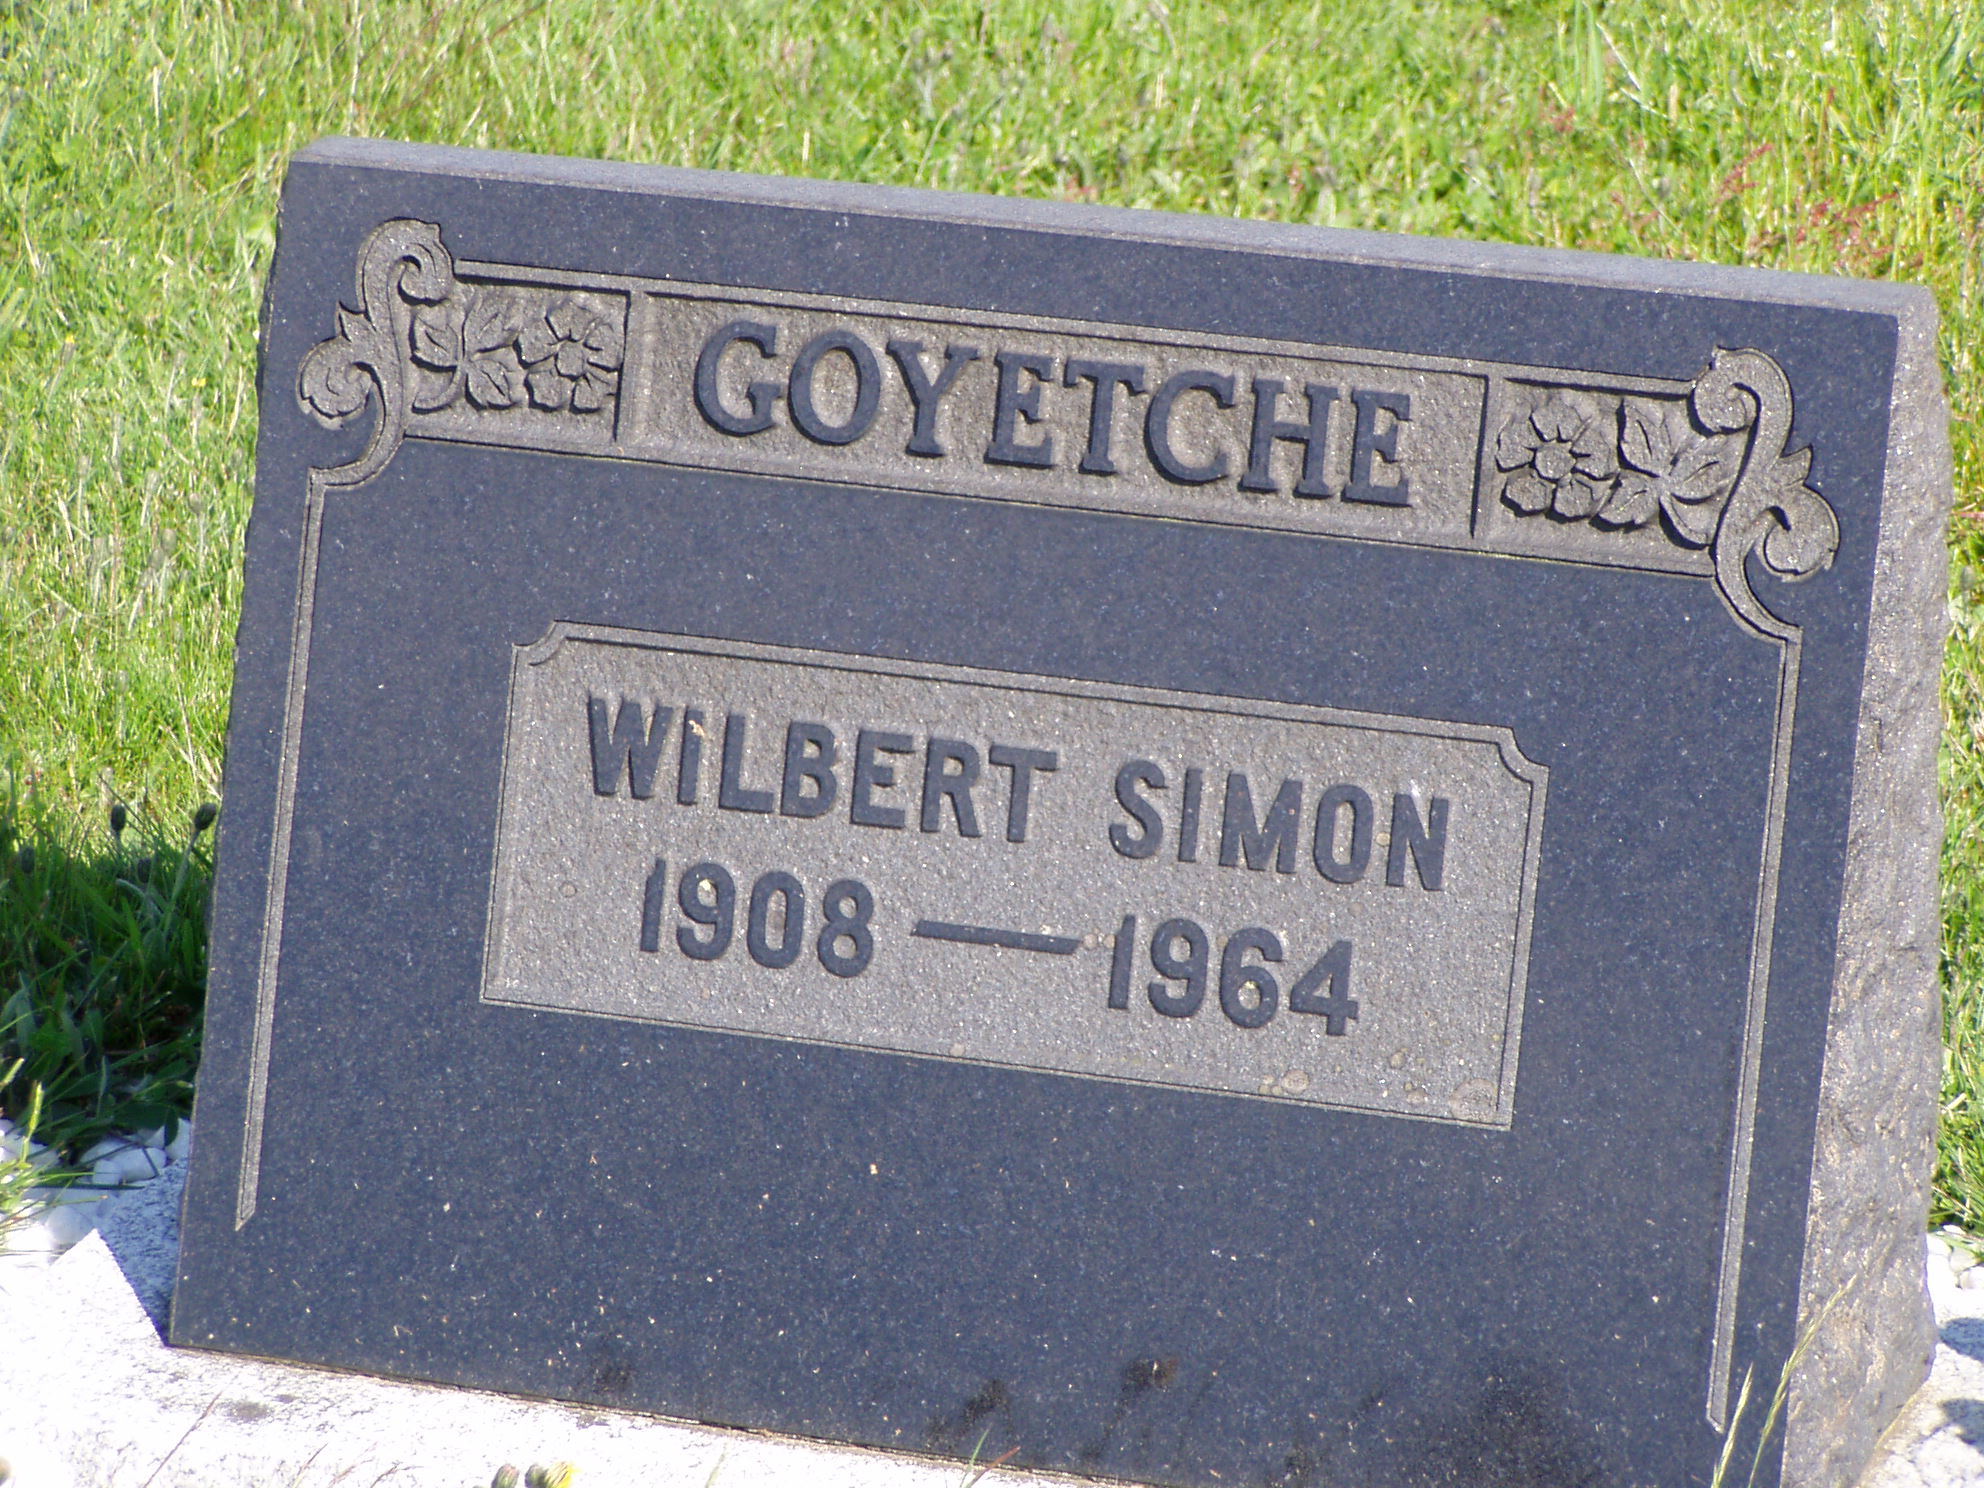 GOYETCHE
WILBERT SIMON
1908 — 1964